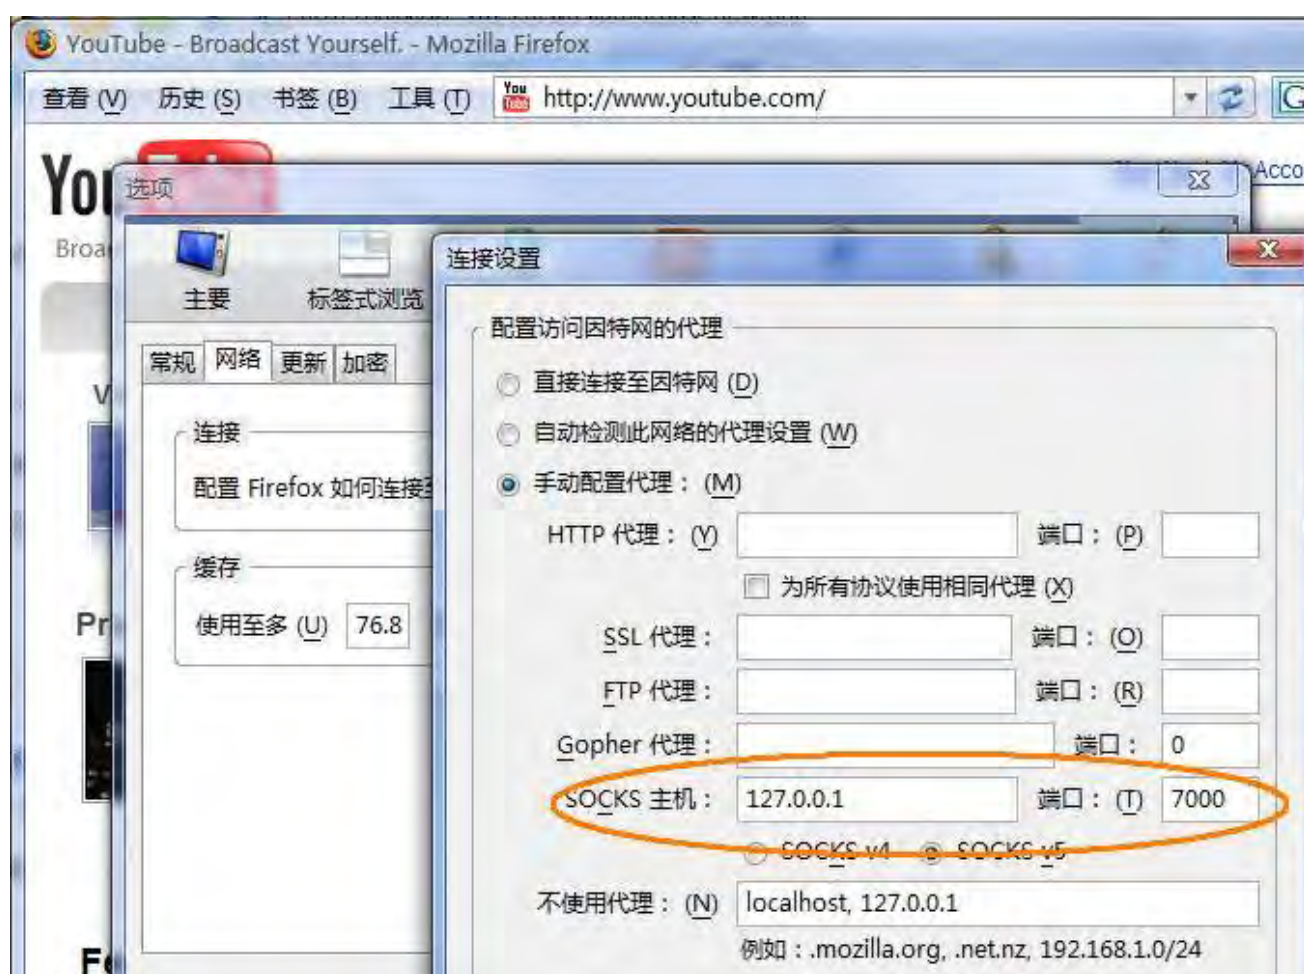 YouTube - Broadcast Yourself. - Mozilla Firefox
查看 (V) 历史 (S) 书签 (B) 工具 (T) You Tube http://www.youtube.com/
You
Acco
选项
Broa
连接设置
主要 标签式浏览
配置访问因特网的代理
常规 网络 更新 加密
直接连接至因特网 (D)
V
连接
自动检测此网络的代理设置 (W)
配置 Firefox 如何连接至
手动配置代理： (M)
HTTP 代理： (Y) 端口： (P)
缓存
为所有协议使用相同代理 (X)
Pr
使用至多 (U) 76.8
SSL 代理： 端口： (O)
FTP 代理： 端口： (R)
Gopher 代理： 端口： 0
SOCKS 主机： 127.0.0.1 端口： (T) 7000
SOCKS v4 SOCKS v5
不使用代理： (N) localhost, 127.0.0.1
例如：.mozilla.org, .net.nz, 192.168.1.0/24
Fe